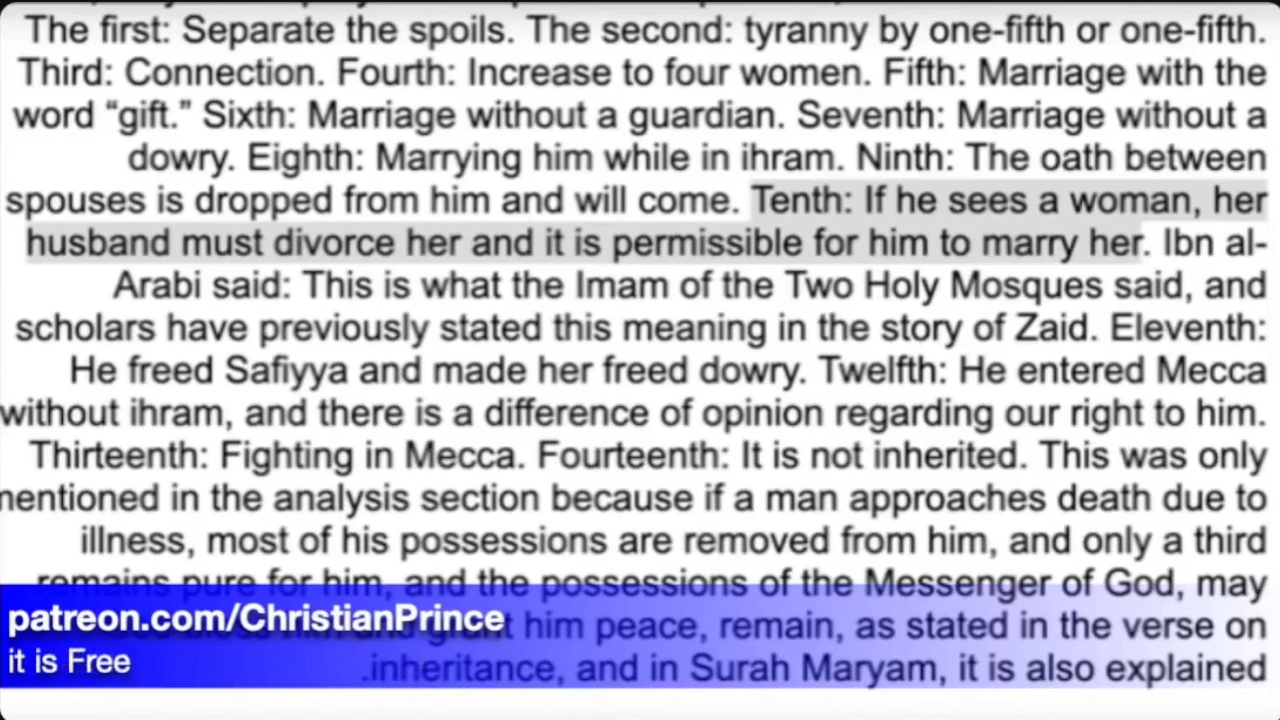 The first: Separate the spoils. The second: tyranny by one-fifth or one-fifth.
Third: Connection. Fourth: Increase to four women. Fifth: Marriage with the
word “gift.” Sixth: Marriage without a guardian. Seventh: Marriage without a
dowry. Eighth: Marrying him while in ihram. Ninth: The oath between
spouses is dropped from him and will come. Tenth: If he sees a woman, her
husband must divorce her and it is permissible for him to marry her. Ibn al-
Arabi said: This is what the Imam of the Two Holy Mosques said, and
scholars have previously stated this meaning in the story of Zaid. Eleventh:
He freed Safiyya and made her freed dowry. Twelfth: He entered Mecca
without ihram, and there is a difference of opinion regarding our right to him.
Thirteenth: Fighting in Mecca. Fourteenth: It is not inherited. This was only
mentioned in the analysis section because if a man approaches death due to
illness, most of his possessions are removed from him, and only a third
remains pure for him, and the possessions of the Messenger of God, may
him peace, remain, as stated in the verse on
.inheritance, and in Surah Maryam, it is also explained
patreon.com/ChristianPrince
it is Free